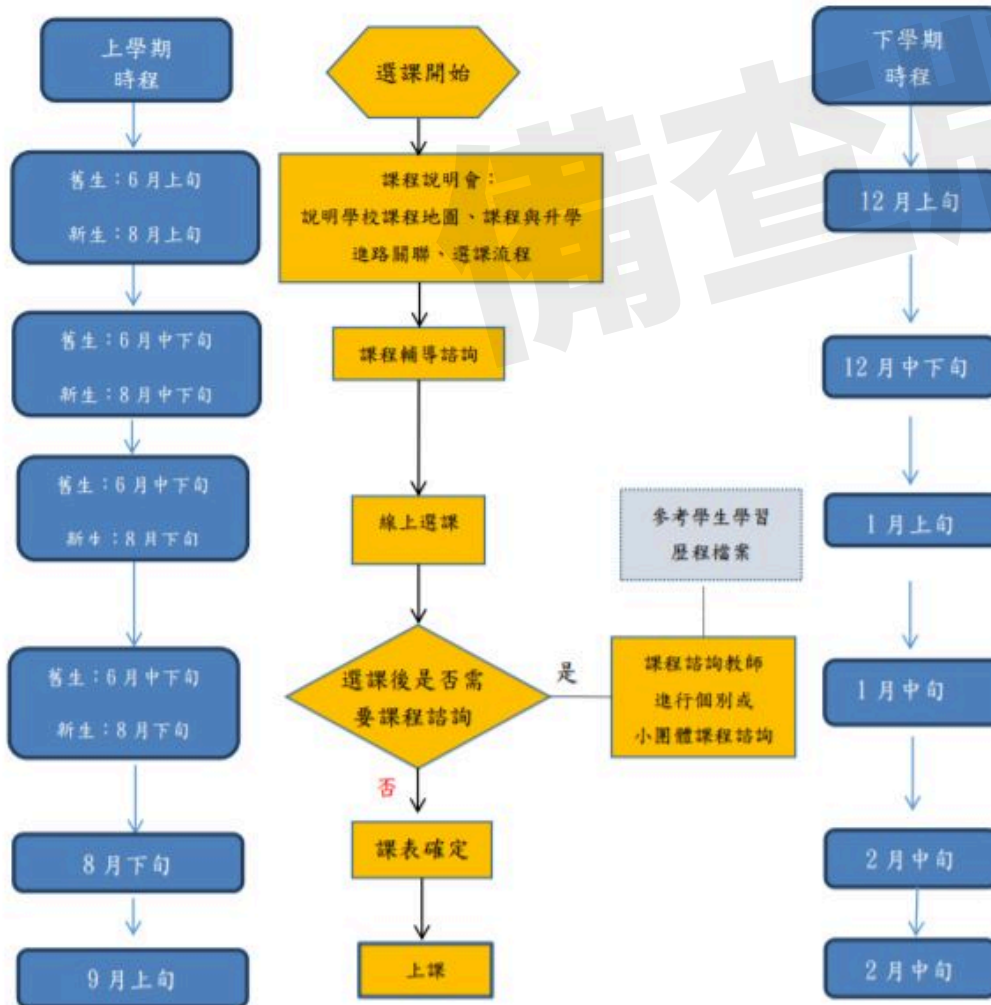 上學期
時程
舊生：6月上旬
新生：8月上旬
舊生：6月中下旬
新生：8月中下旬
舊生：6月中下旬
新生：8月下旬
舊生：6月中下旬
新生：8月下旬
8月下旬
9月上旬
選課開始
課程說明會：
說明學校課程地圖、課程與升學
進路關聯、選課流程
課程輔導諮詢
線上選課
選課後是否需
要課程諮詢
是
否
課表確定
上課
參考學生學習
歷程檔案
課程諮詢教師
進行個別或
小團體課程諮詢
下學期
時程
12月上旬
12月中下旬
1月上旬
1月中旬
2月中旬
2月中旬
備查